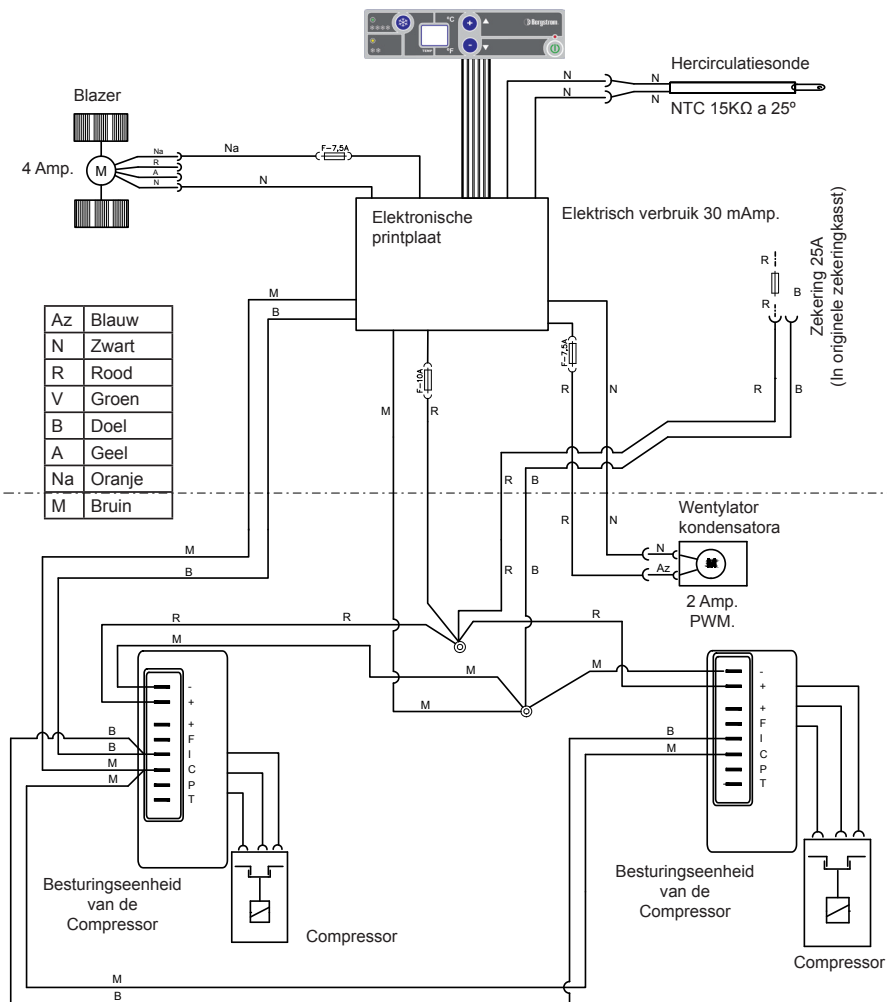 °C
°F
TEMP
Bergstrom
Hercirculatiesonde
N
N
N
N
NTC 15KΩ a 25º
Blazer
4 Amp.
M
Na
R
A
N
Na
F-7,5A
N
Elektronische
printplaat
Elektrisch verbruik 30 mAmp.
Zekering 25A
(In originele zekeringkasst)
R
R
B
R
B
M
B
F-10A
M
R
F-7,5A
R
N
Az Blauw
N Zwart
R Rood
V Groen
B Doel
A Geel
Na Oranje
M Bruin
R
B
R
N
Wentylator
kondensatora
N
Az
M
2 Amp.
PWM.
M
B
R
B
R
R
R
M
M
M
M
-
+
+
F
I
C
P
T
B
B
M
M
-
+
+
F
I
C
P
T
B
M
Besturingseenheid
van de
Compressor
Compressor
Besturingseenheid
van de
Compressor
Compressor
M
B